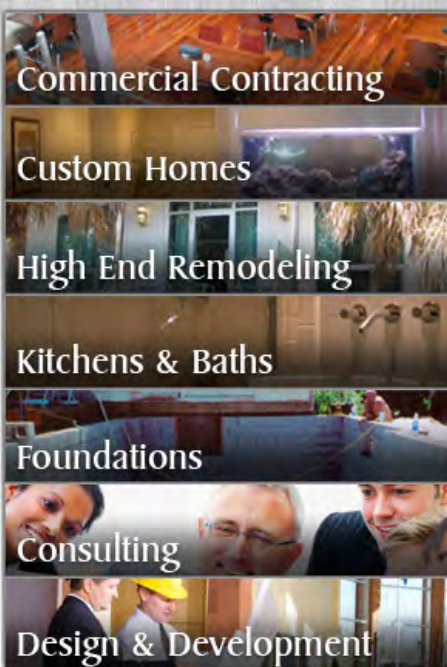 Commercial Contracting
Custom Homes
High End Remodeling
Kitchens & Baths
Foundations
Consulting
Design & Development